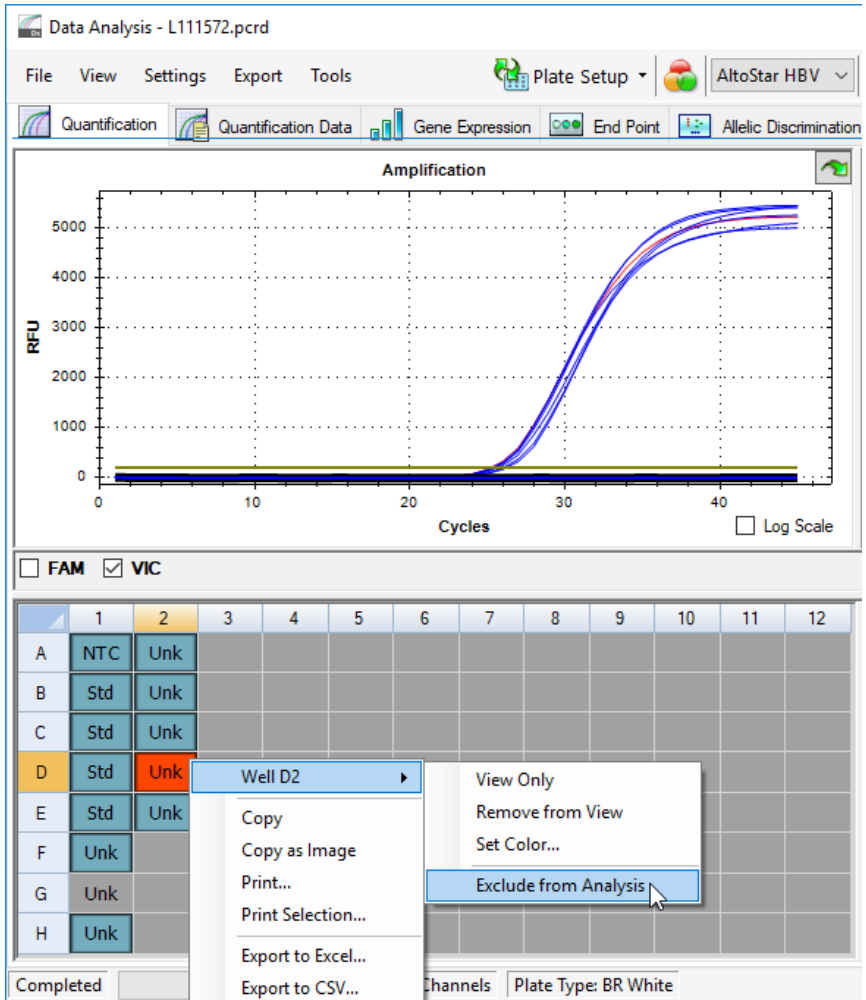 Data Analysis - L111572.pcrd
File View Settings Export Tools Plate Setup AltoStar HBV
Quantification Quantification Data Gene Expression End Point Allelic Discrimination
Amplification
RFU
5000
4000
3000
2000
1000
0
0 10 20 30 40
Cycles
Log Scale
FAM VIC
1 2 3 4 5 6 7 8 9 10 11 12
A NTC Unk
B Std Unk
C Std Unk
D Std Unk
E Std Unk
F Unk
G Unk
H Unk
Well D2
Copy
Copy as Image
Print...
Print Selection...
Export to Excel...
Export to CSV...
View Only
Remove from View
Set Color...
Exclude from Analysis
Completed Channels Plate Type: BR White